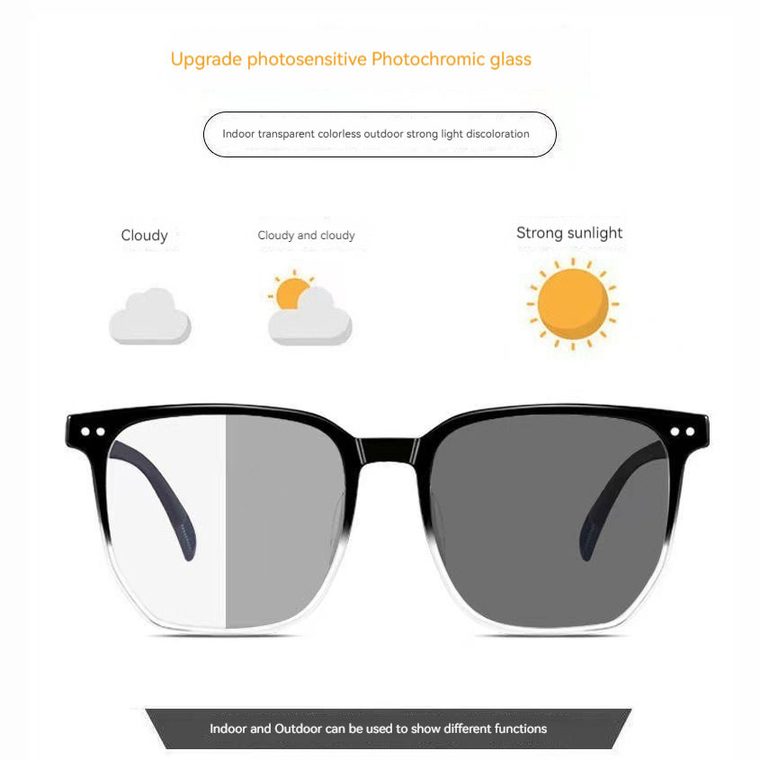 Upgrade photosensitive Photochromic glass
Indoor transparent colorless outdoor strong light discoloration
Cloudy
Cloudy and cloudy
Strong sunlight
Indoor and Outdoor can be used to show different functions